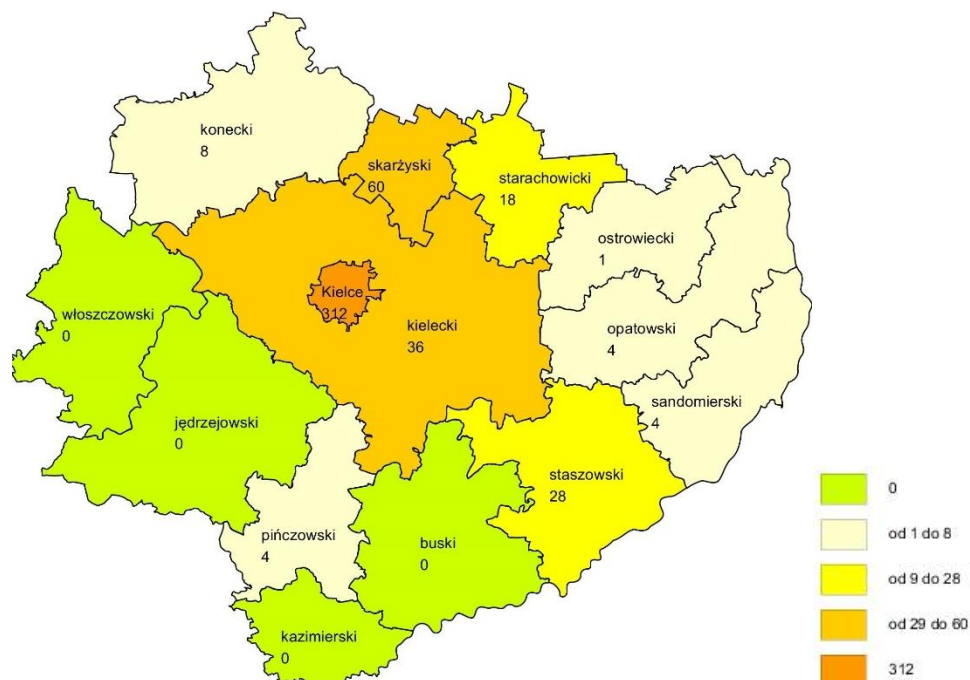 konecki
8
skarżyski
60
starachowicki
18
ostrowiecki
1
Kielce
312
kielecki
36
włoszczowski
0
opatowski
4
sandomierski
4
jędrzejowski
0
staszowski
28
pińczowski
4
buski
0
kazimierski
0
0
od 1 do 8
od 9 do 28
od 29 do 60
312